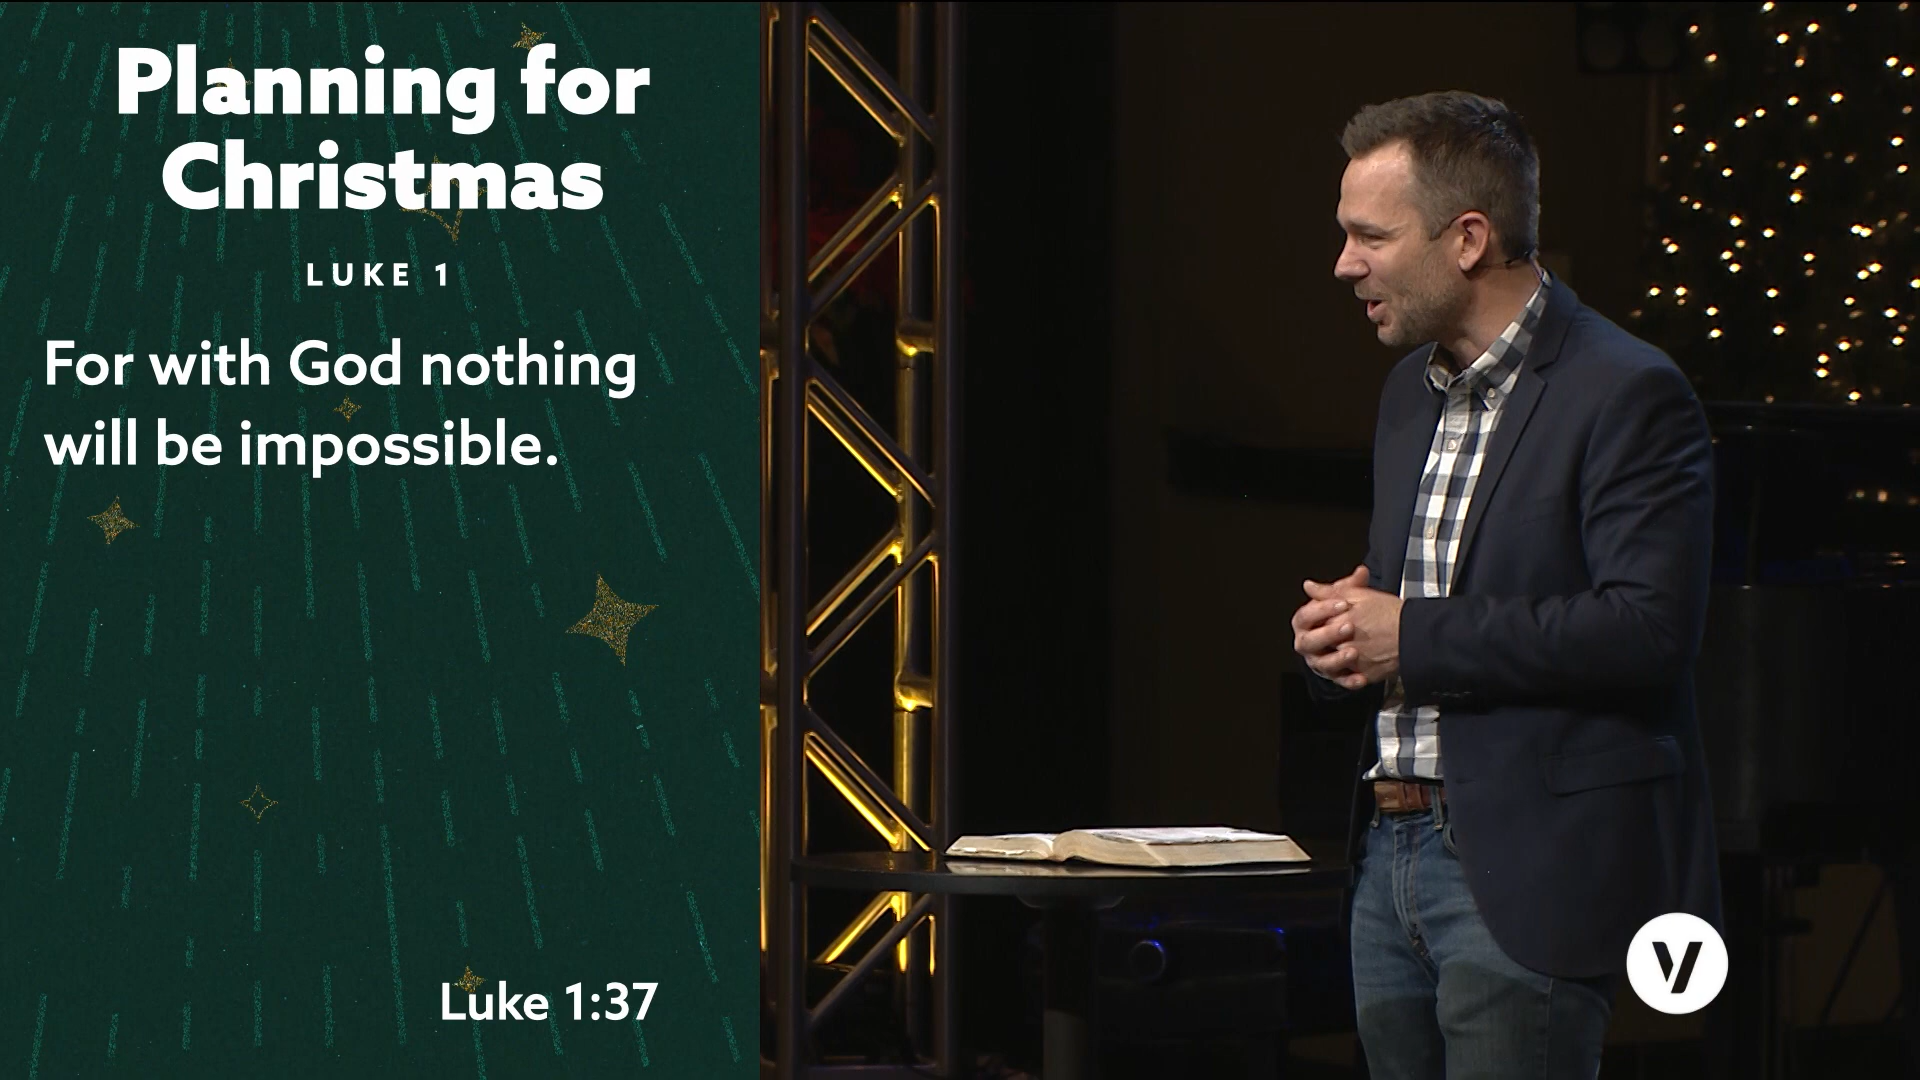 Planning for
Christmas
LUKE 1
For with God nothing
will be impossible.
Luke 1:37